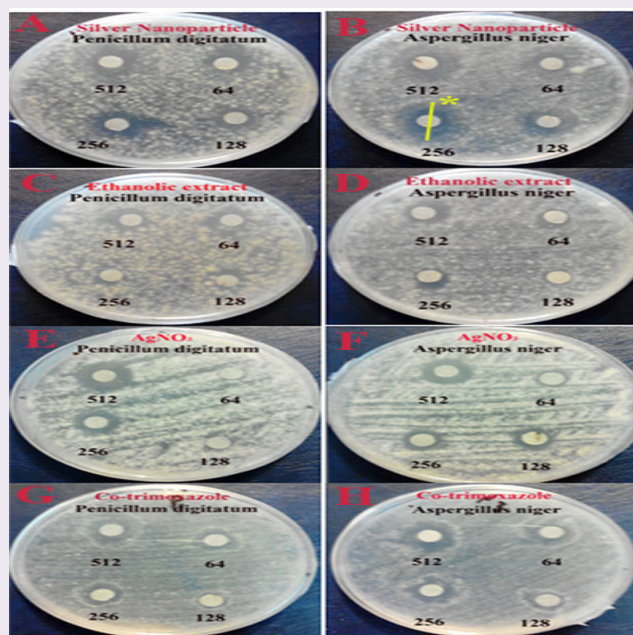 A Silver Nanoparticle
Penicillum digitatum
512 64
256 128
B Silver Nanoparticle
Aspergillus niger
512 64
*
256 128
C Ethanolic extract
Penicillum digitatum
512 64
256 128
D Ethanolic extract
Aspergillus niger
512 64
256 128
E AgNO₃
Penicillum digitatum
512 64
256 128
F AgNO₃
Aspergillus niger
512 64
256 128
G Co-trimoxazole
Penicillum digitatum
512 64
256 128
H Co-trimoxazole
Aspergillus niger
512 64
256 128